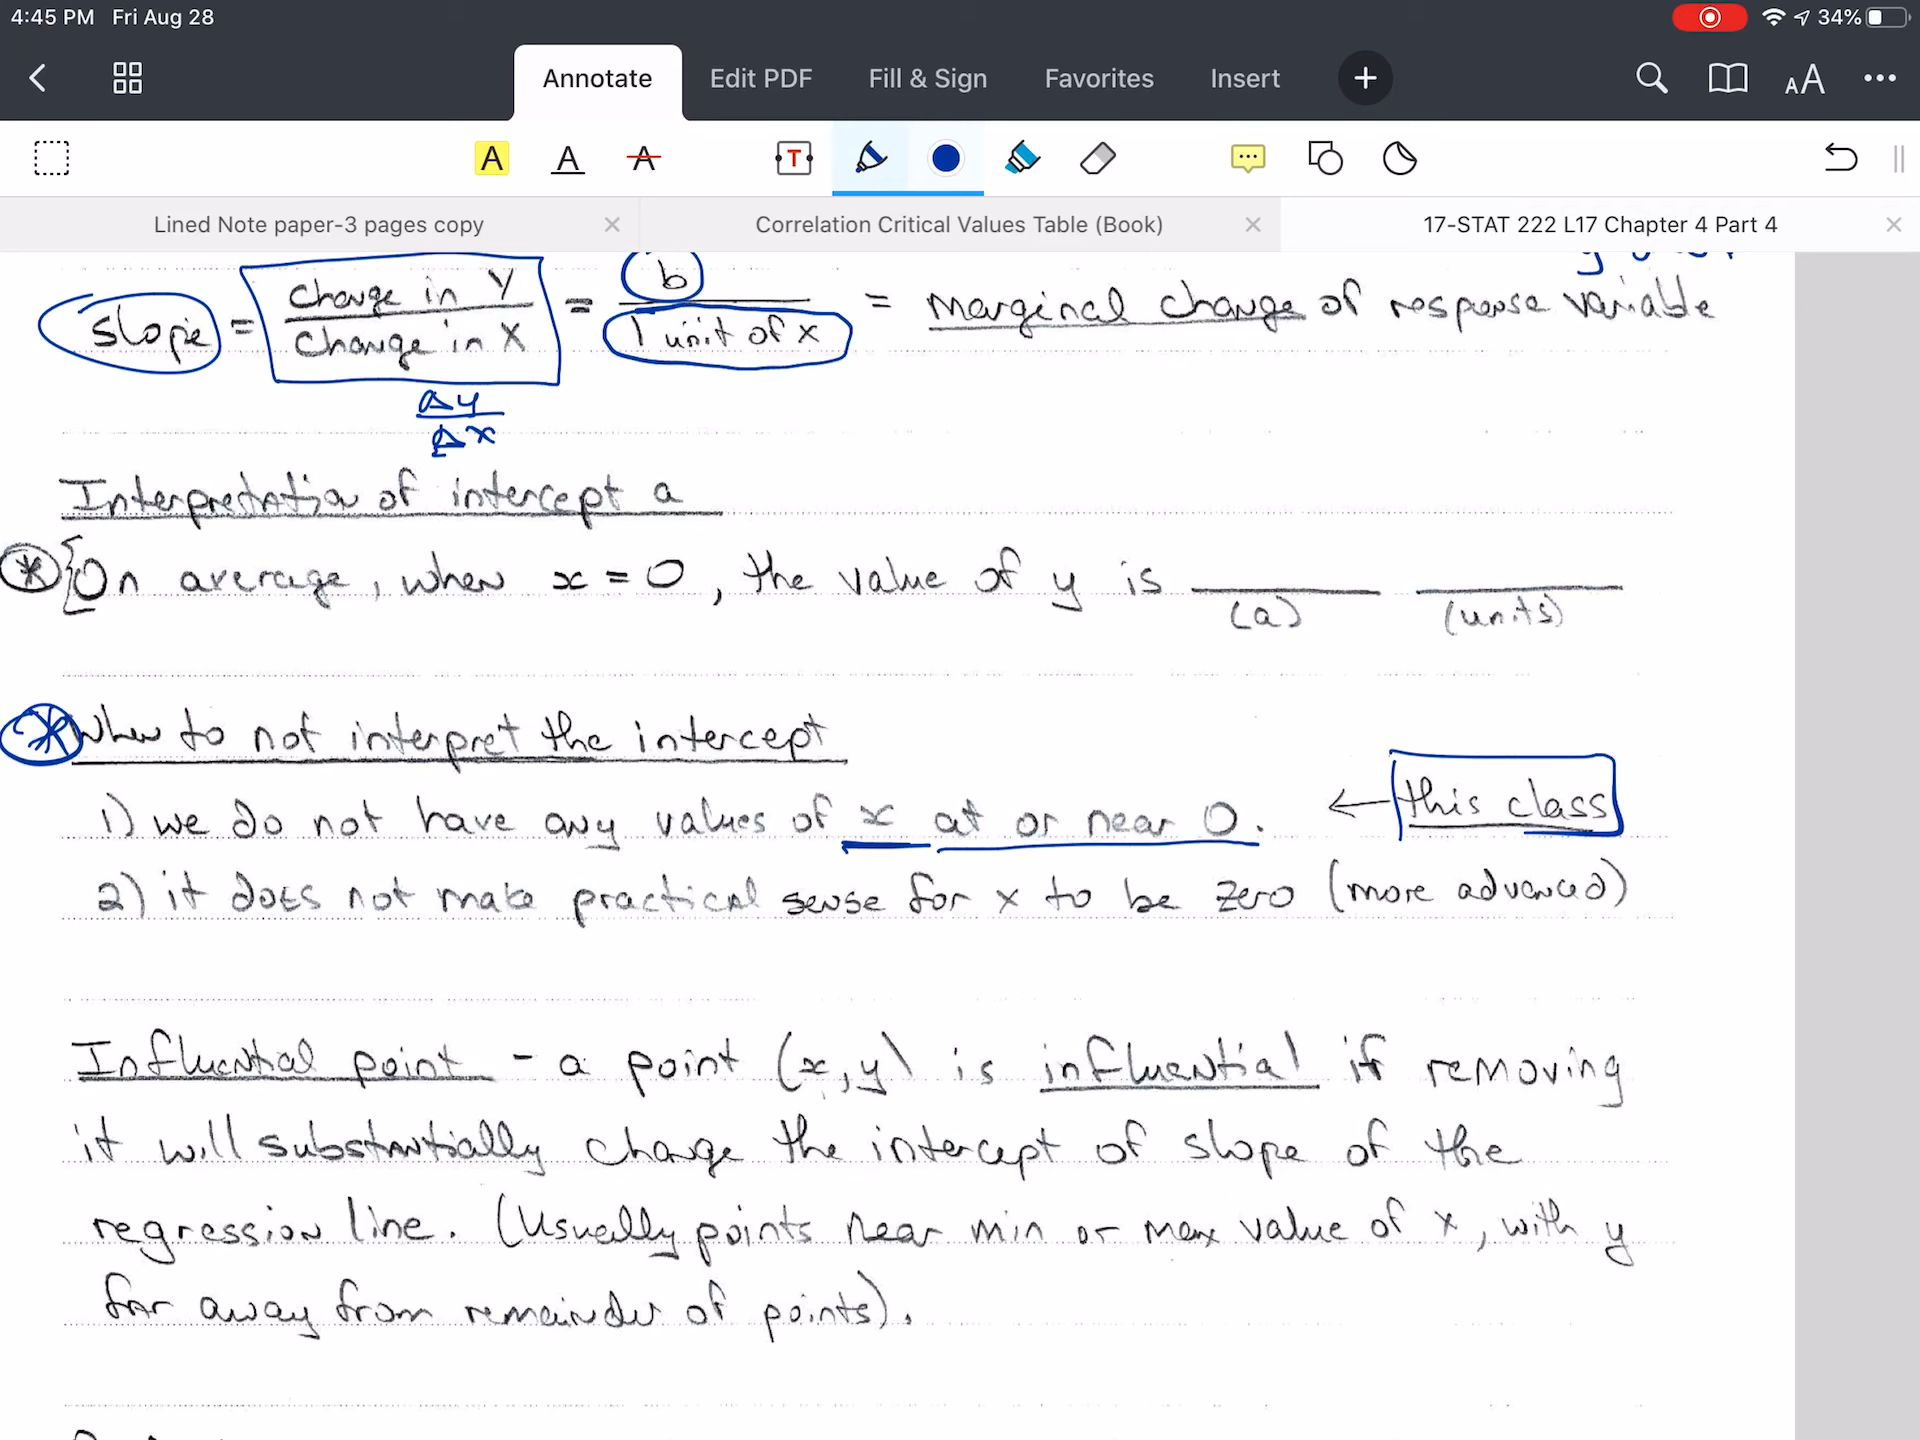 4:45 PM Fri Aug 28 34%
Annotate Edit PDF Fill & Sign Favorites Insert
Lined Note paper-3 pages copy Correlation Critical Values Table (Book) 17-STAT 222 L17 Chapter 4 Part 4
slope = change in Y / change in X = b / 1 unit of x = marginal change of response variable
Δy / Δx
Interpretation of intercept a
* {On average, when x = 0, the value of y is ______ ______
(a) (units)
* When to not interpret the intercept
1) we do not have any values of x at or near 0. ← this class
2) it does not make practical sense for x to be zero (more advanced)
Influential point - a point (x,y) is influential if removing
it will substantially change the intercept of slope of the
regression line. (Usually points near min or max value of x, with y
far away from remainder of points).